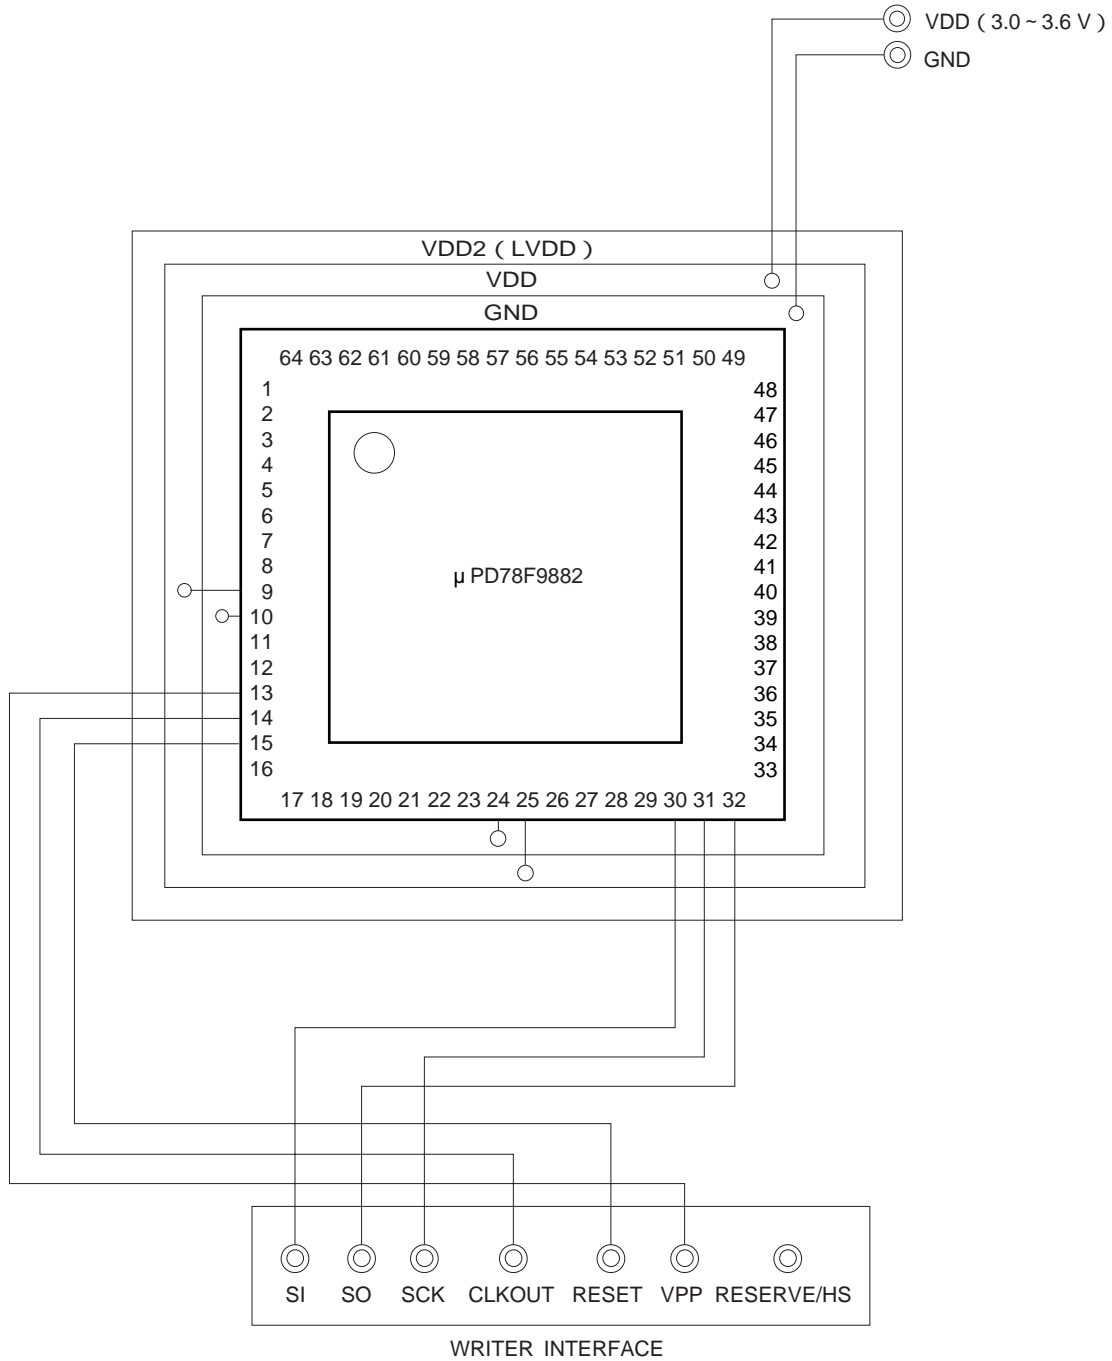 VDD ( 3.0 ~ 3.6 V )
GND
VDD2 ( LVDD )
VDD
GND
64 63 62 61 60 59 58 57 56 55 54 53 52 51 50 49
1 48
2 47
3 46
4 45
5 44
6 43
7 42
8 41
µ PD78F9882
9 40
10 39
11 38
12 37
13 36
14 35
15 34
16 33
17 18 19 20 21 22 23 24 25 26 27 28 29 30 31 32
SI SO SCK CLKOUT RESET VPP RESERVE/HS
WRITER INTERFACE